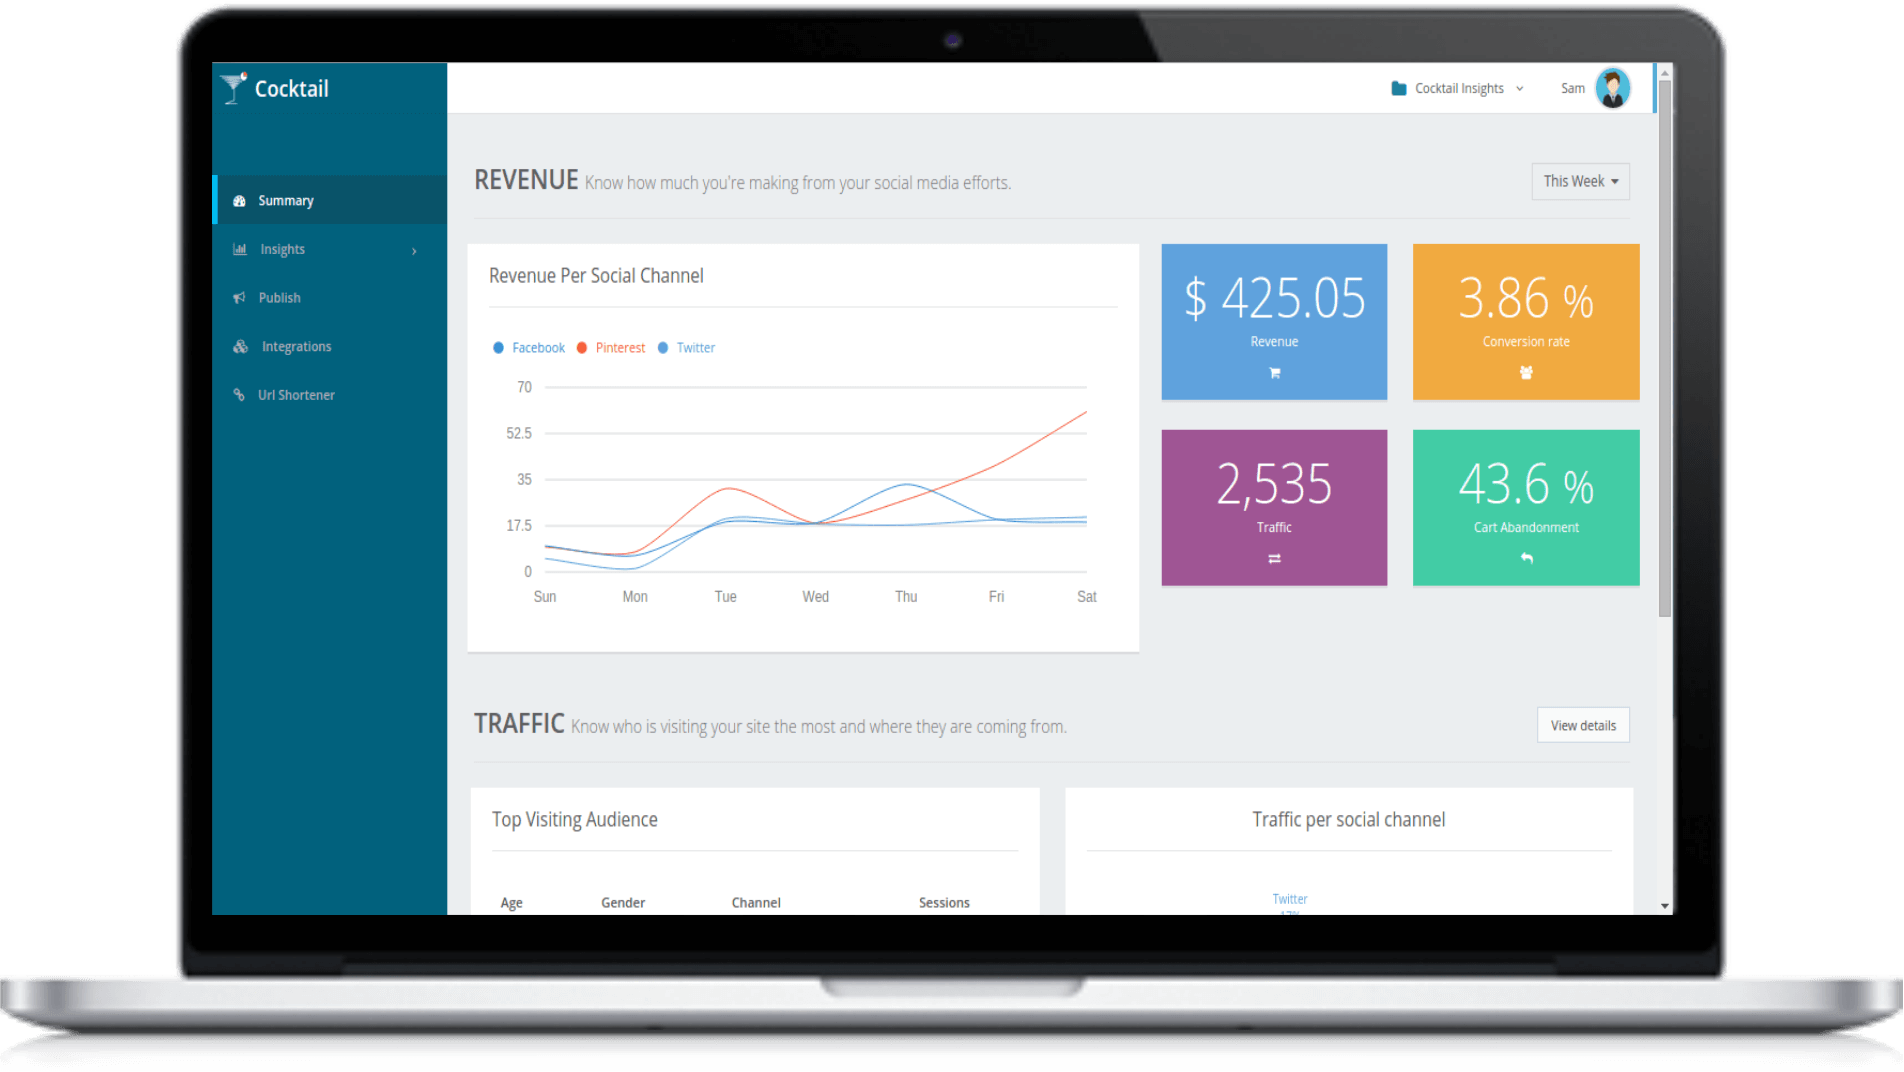 Cocktail
Cocktail Insights
Sam
Summary
Insights
Publish
Integrations
Url Shortener
REVENUE Know how much you're making from your social media efforts.
This Week
Revenue Per Social Channel
Facebook Pinterest Twitter
70
52.5
35
17.5
0
Sun Mon Tue Wed Thu Fri Sat
$ 425.05
Revenue
3.86 %
Conversion rate
2,535
Traffic
43.6 %
Cart Abandonment
TRAFFIC Know who is visiting your site the most and where they are coming from.
View details
Top Visiting Audience
Age Gender Channel Sessions
Traffic per social channel
Twitter